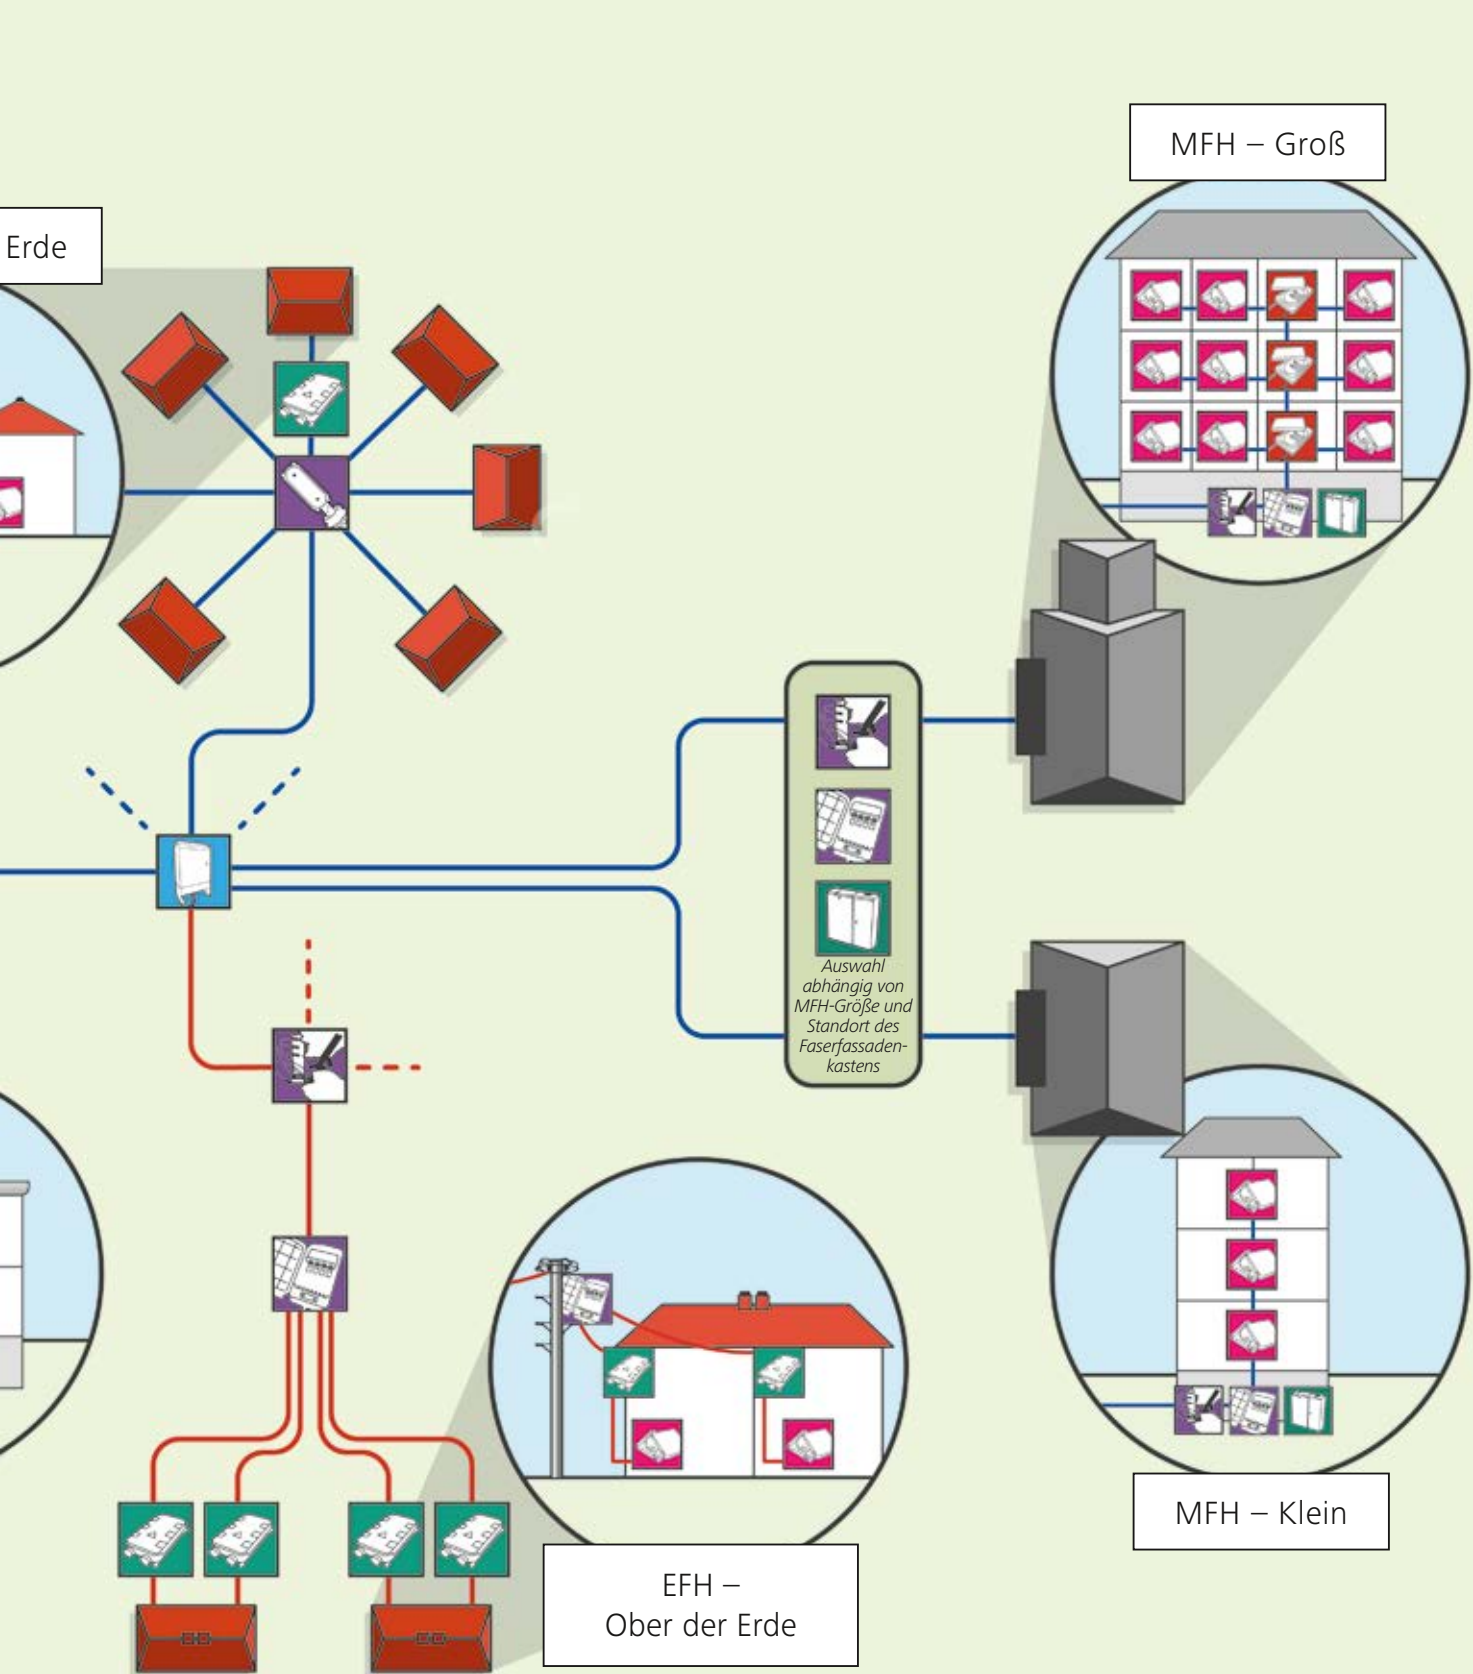 MFH – Groß
Erde
Auswahl
abhängig von
MFH-Größe und
Standort des
Faserfassaden-
kastens
MFH – Klein
EFH –
Ober der Erde